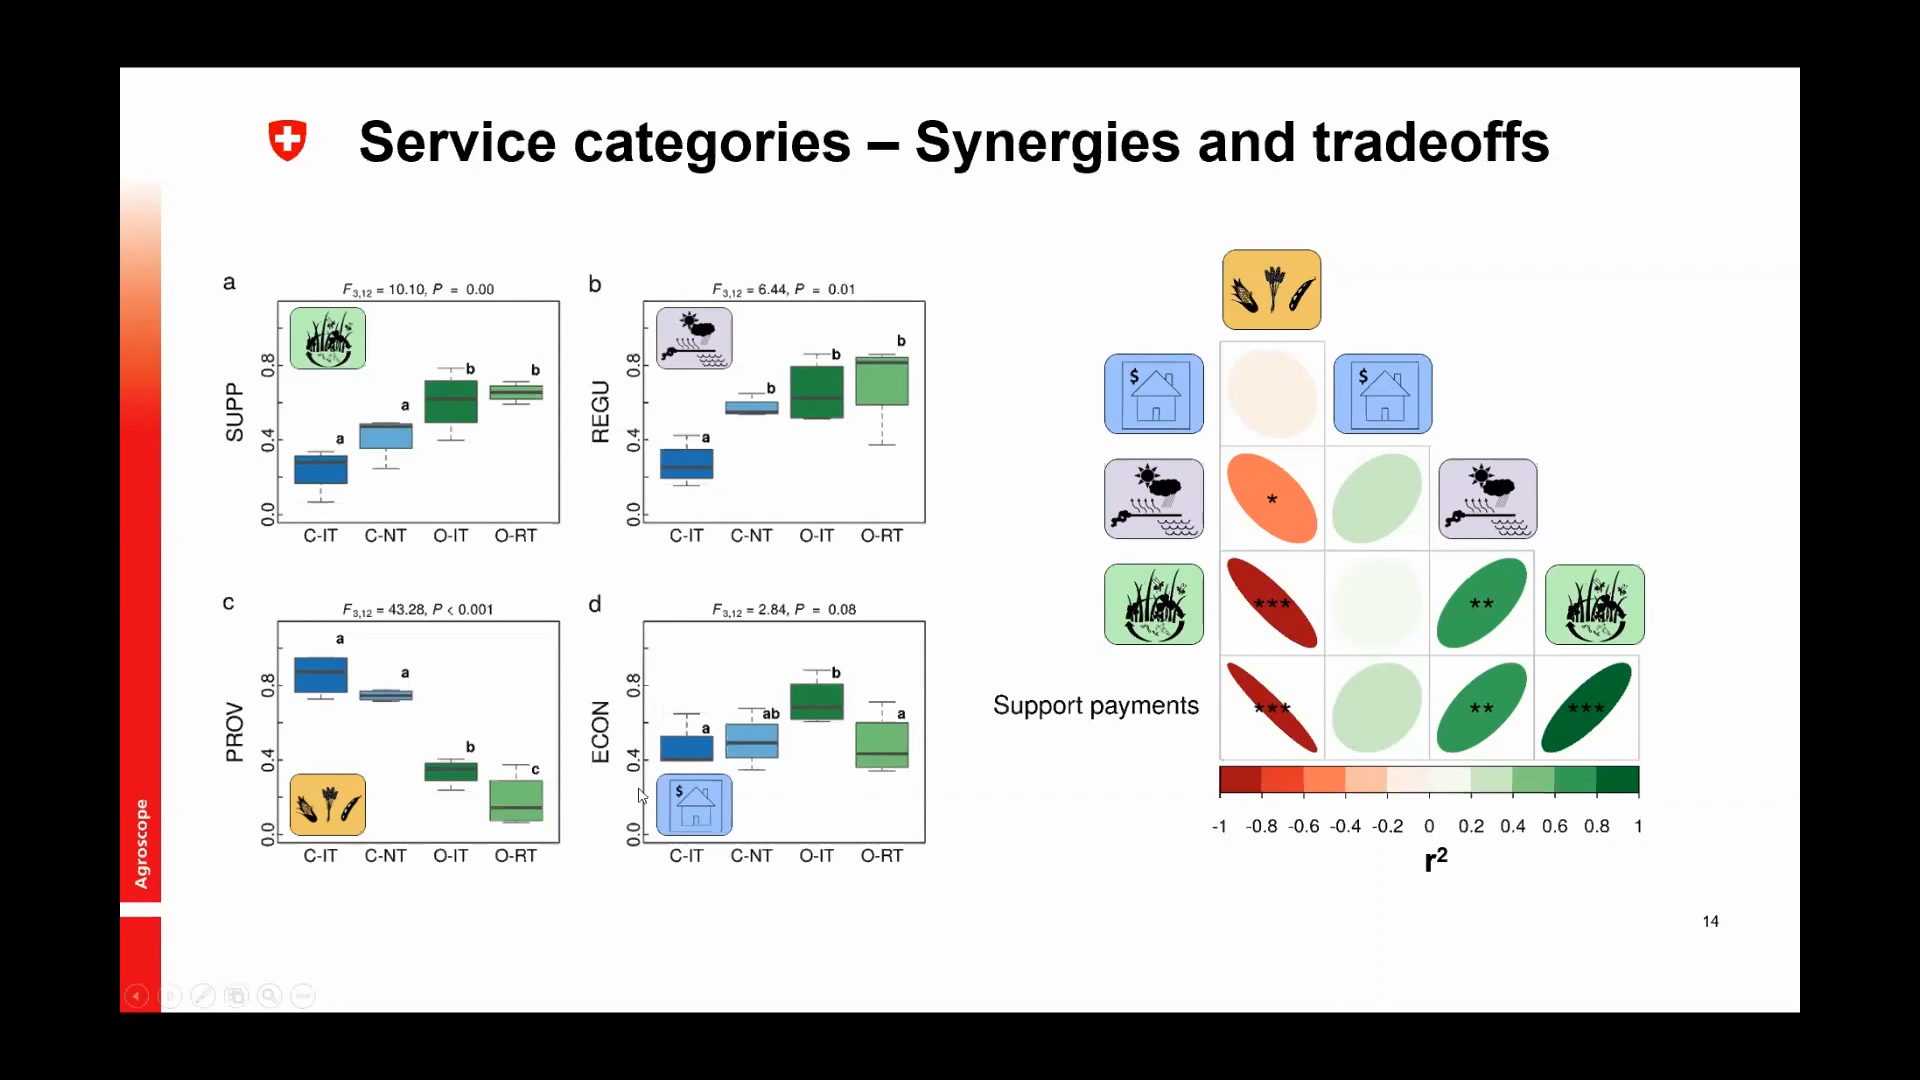 Service categories – Synergies and tradeoffs
a
F3,12 = 10.10, P = 0.00
SUPP
0.0 0.4 0.8
a a b b
C-IT C-NT O-IT O-RT
b
F3,12 = 6.44, P = 0.01
REGU
0.0 0.4 0.8
a b b b
C-IT C-NT O-IT O-RT
c
F3,12 = 43.28, P < 0.001
PROV
0.0 0.4 0.8
a a b c
C-IT C-NT O-IT O-RT
d
F3,12 = 2.84, P = 0.08
ECON
0.0 0.4 0.8
a ab b a
$
C-IT C-NT O-IT O-RT
$ $
*
*** **
Support payments
*** ** ***
-1 -0.8 -0.6 -0.4 -0.2 0 0.2 0.4 0.6 0.8 1
r²
Agroscope
14